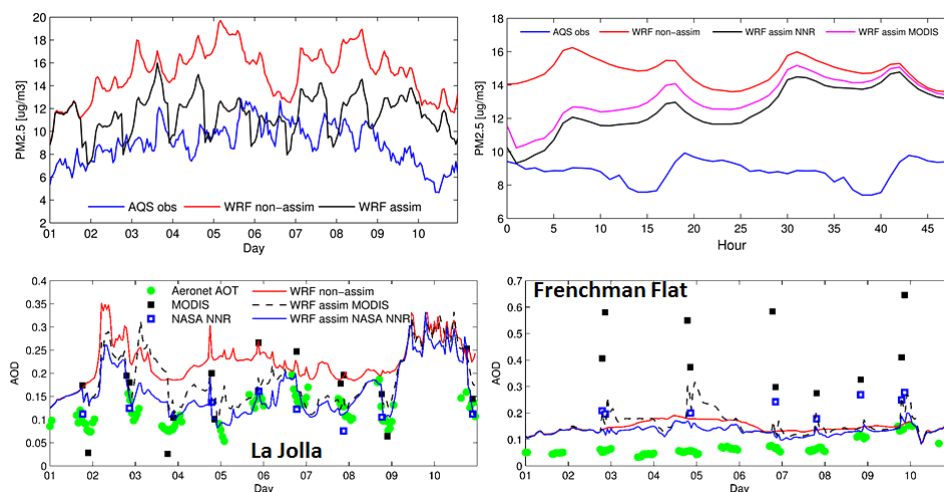 20
18
16
14
12
10
8
6
4
2
PM2.5 [ug/m3]
AQS obs
WRF non−assim
WRF assim
01 02 03 04 05 06 07 08 09 10
Day
18
16
14
12
10
8
6
PM2.5 [ug/m3]
AQS obs
WRF non−assim
WRF assim NNR
WRF assim MODIS
0 5 10 15 20 25 30 35 40 45
Hour
0.4
0.35
0.3
0.25
0.2
0.15
0.1
0.05
0
AOD
Aeronet AOT
MODIS
NASA NNR
WRF non−assim
WRF assim MODIS
WRF assim NASA NNR
La Jolla
01 02 03 04 05 06 07 08 09 10
Day
Frenchman Flat
0.7
0.6
0.5
0.4
0.3
0.2
0.1
0
AOD
01 02 03 04 05 06 07 08 09 10
Day